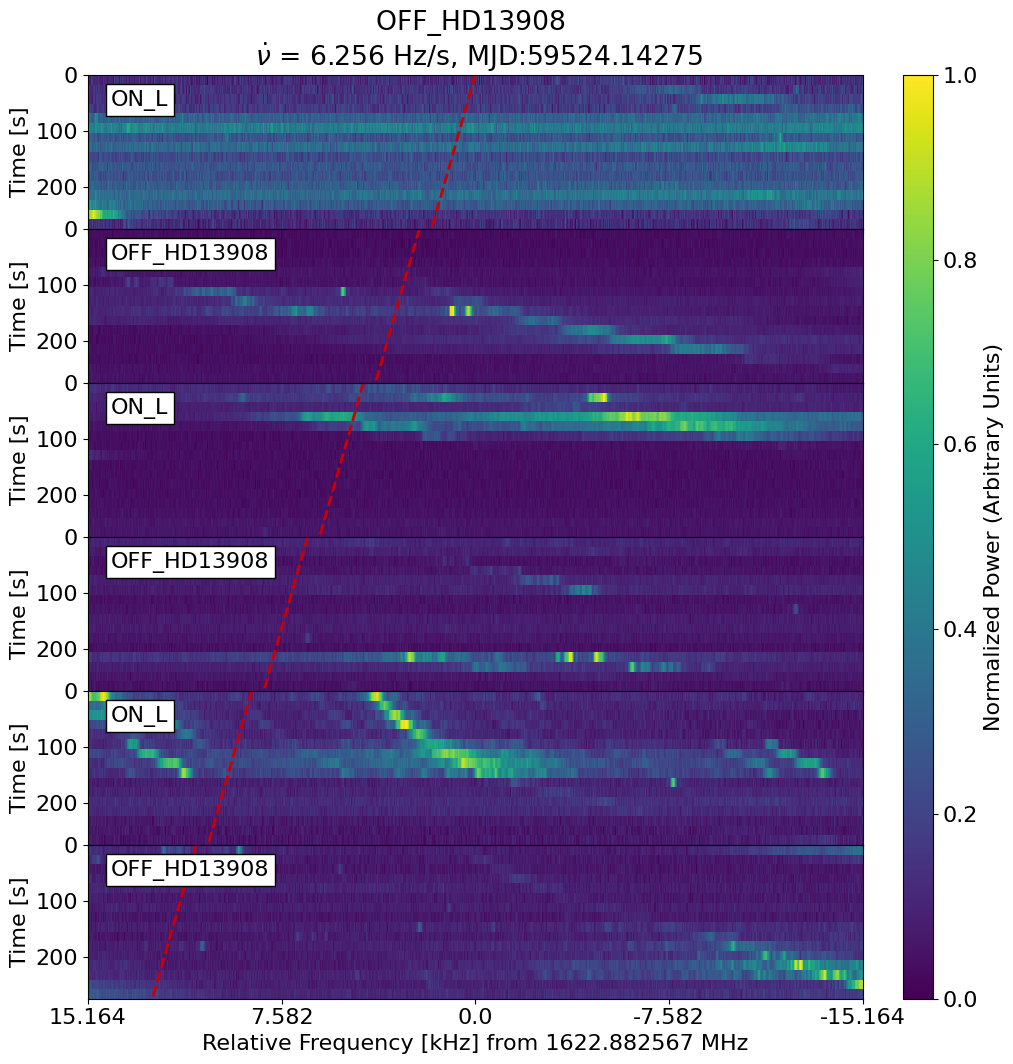 OFF_HD13908
ν̇ = 6.256 Hz/s, MJD:59524.14275
0
ON_L
100
Time [s]
200
0
OFF_HD13908
100
Time [s]
200
0
ON_L
100
Time [s]
200
0
OFF_HD13908
100
Time [s]
200
0
ON_L
100
Time [s]
200
0
OFF_HD13908
100
Time [s]
200
15.164 7.582 0.0 -7.582 -15.164
Relative Frequency [kHz] from 1622.882567 MHz
1.0
0.8
0.6
0.4
0.2
0.0
Normalized Power (Arbitrary Units)